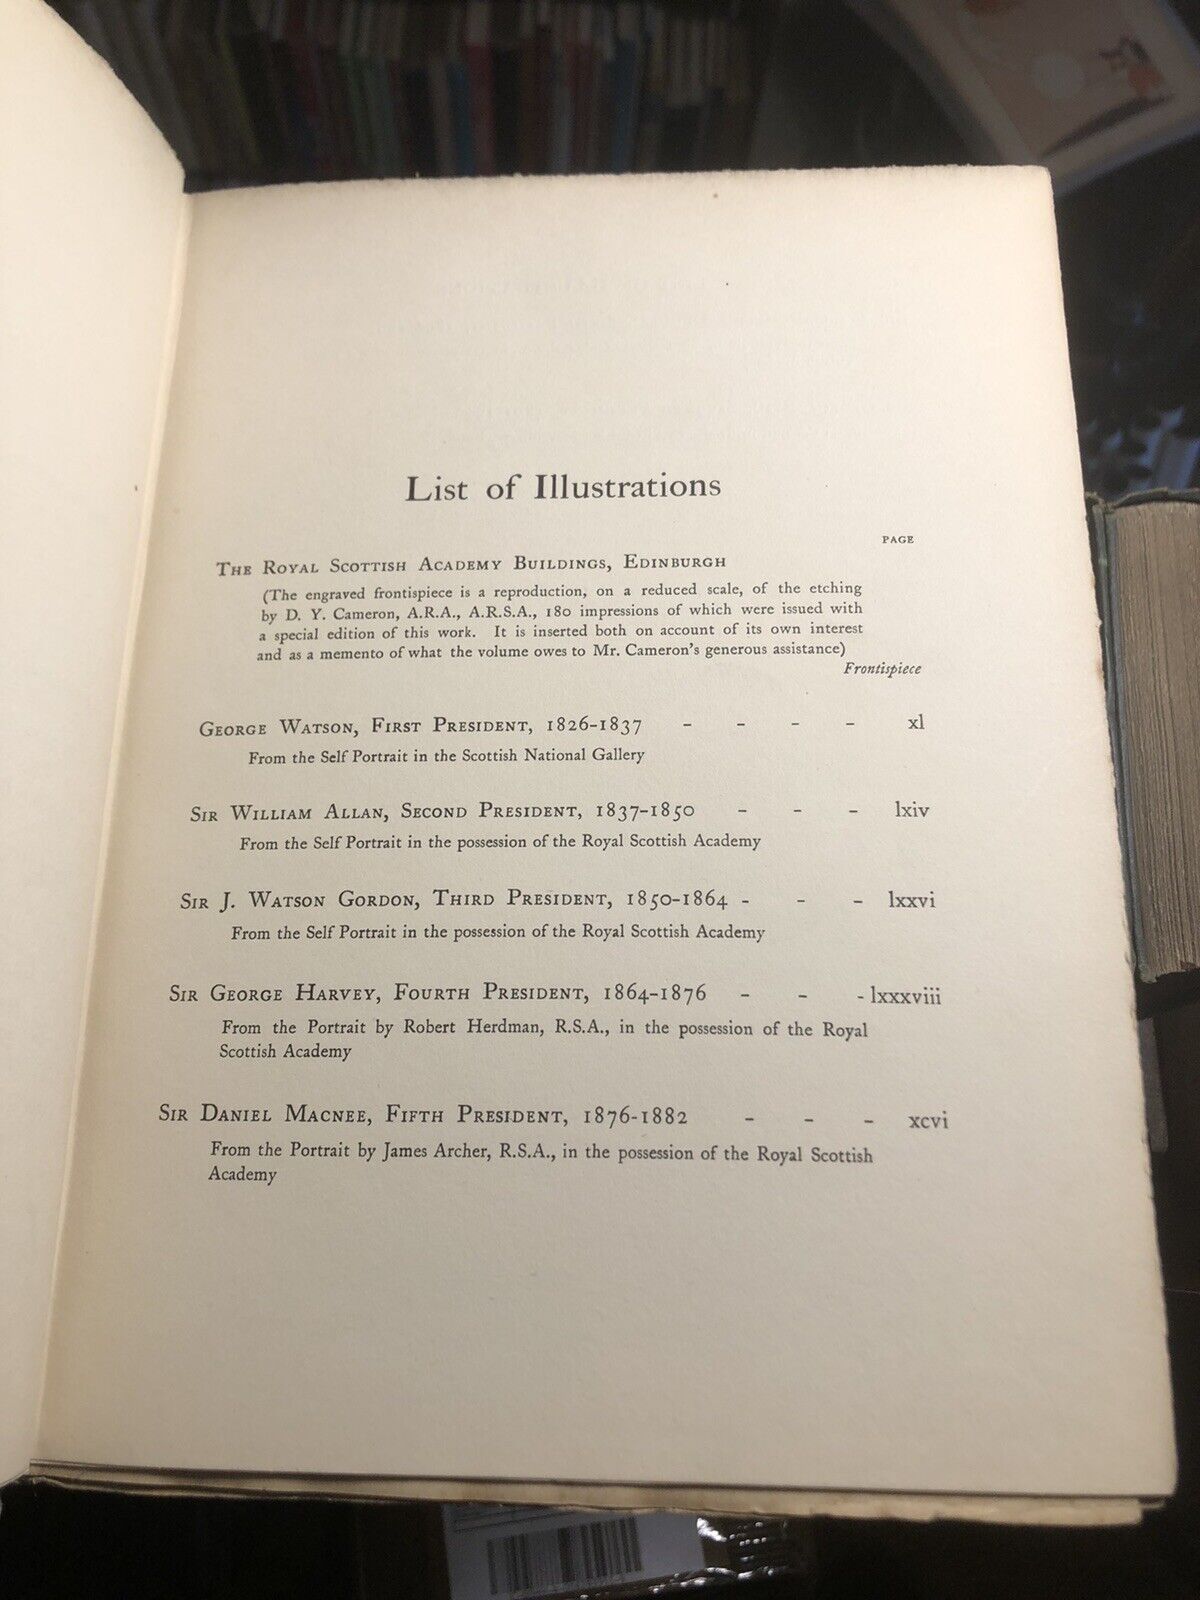 List of Illustrations
PAGE
The Royal Scottish Academy Buildings, Edinburgh
(The engraved frontispiece is a reproduction, on a reduced scale, of the etching
by D. Y. Cameron, A.R.A., A.R.S.A., 180 impressions of which were issued with
a special edition of this work. It is inserted both on account of its own interest
and as a memento of what the volume owes to Mr. Cameron's generous assistance)
Frontispiece
George Watson, First President, 1826-1837 - - - - xl
From the Self Portrait in the Scottish National Gallery
Sir William Allan, Second President, 1837-1850 - - - lxiv
From the Self Portrait in the possession of the Royal Scottish Academy
Sir J. Watson Gordon, Third President, 1850-1864 - - - lxxvi
From the Self Portrait in the possession of the Royal Scottish Academy
Sir George Harvey, Fourth President, 1864-1876 - - - lxxxviii
From the Portrait by Robert Herdman, R.S.A., in the possession of the Royal
Scottish Academy
Sir Daniel Macnee, Fifth President, 1876-1882 - - - xcvi
From the Portrait by James Archer, R.S.A., in the possession of the Royal Scottish
Academy